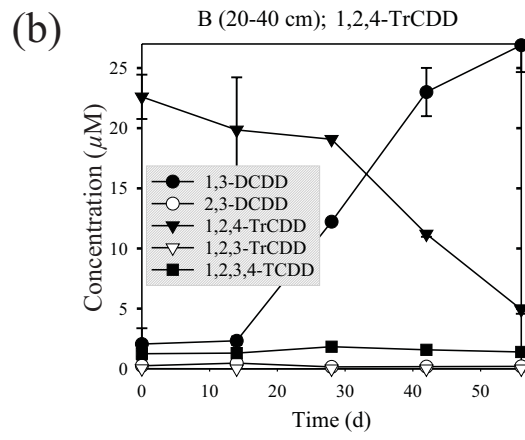 (b)
B (20-40 cm); 1,2,4-TrCDD
Concentration (µM)
25
20
15
10
5
0
1,3-DCDD
2,3-DCDD
1,2,4-TrCDD
1,2,3-TrCDD
1,2,3,4-TCDD
0 10 20 30 40 50
Time (d)